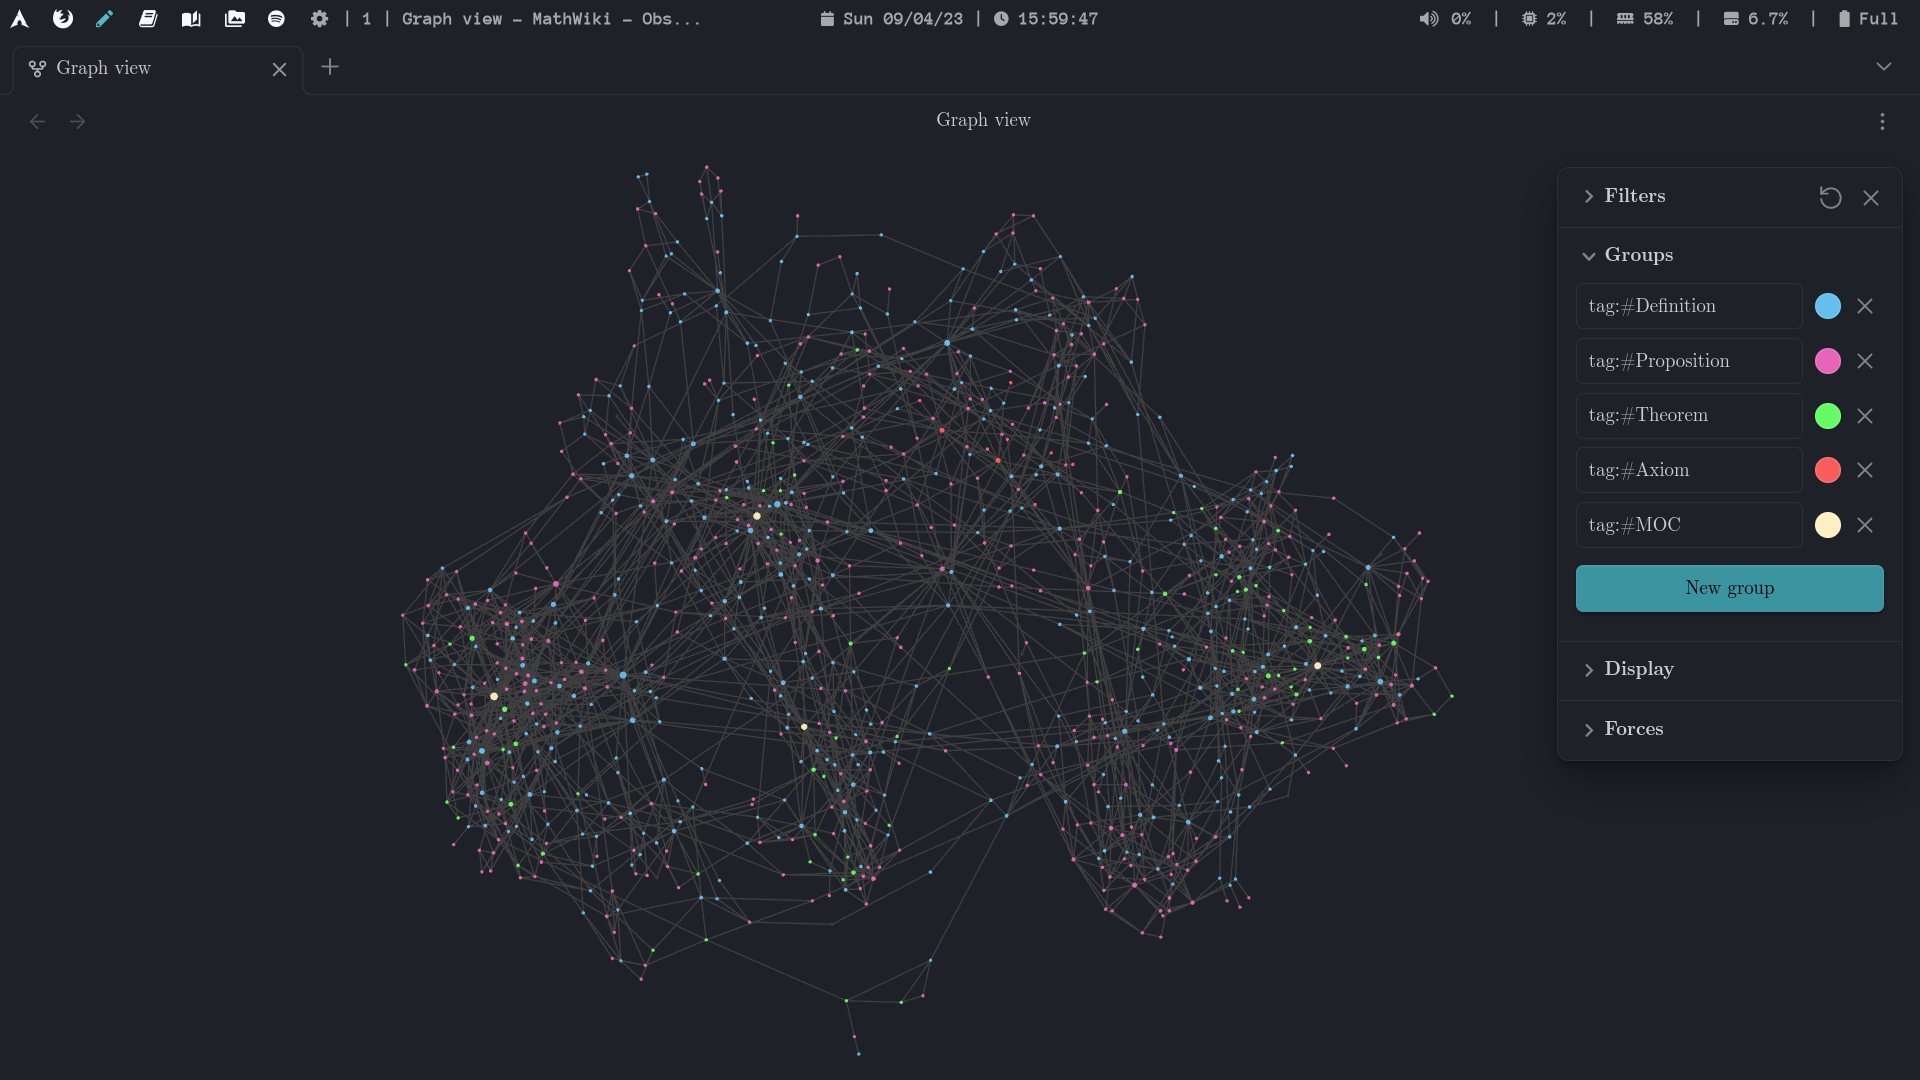 | 1 | Graph view – MathWiki – Obs... Sun 09/04/23 | 15:59:47 0% | 2% | 58% | 6.7% | Full
Graph view
Graph view
Filters
Groups
tag:#Definition
tag:#Proposition
tag:#Theorem
tag:#Axiom
tag:#MOC
New group
Display
Forces